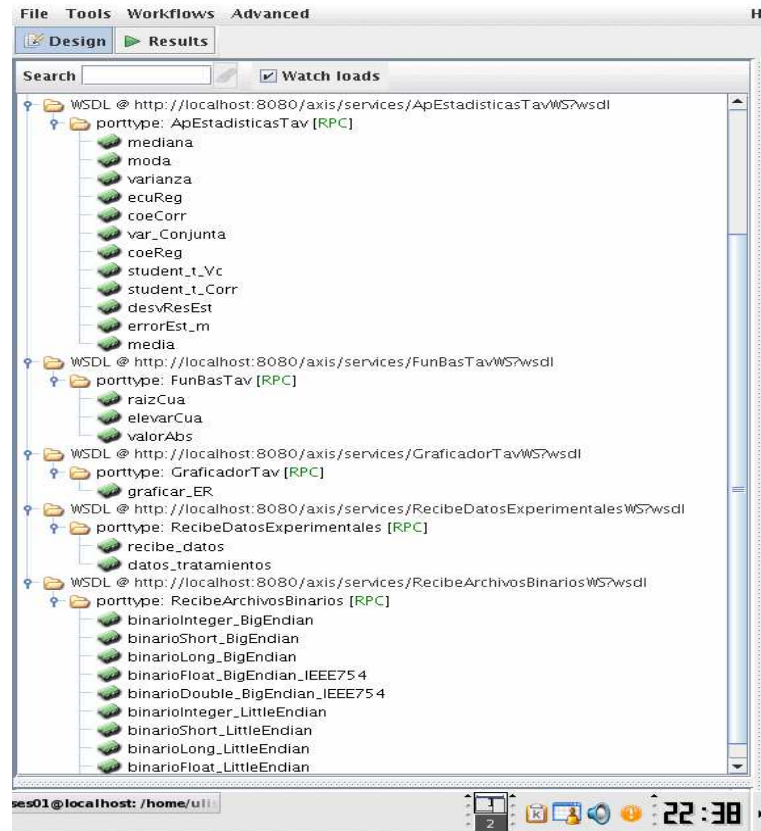 File Tools Workflows Advanced H
Design Results
Search Watch loads
WSDL @ http://localhost:8080/axis/services/ApEstadisticasTavWS?wsdl
porttype: ApEstadisticasTav [RPC]
mediana
moda
varianza
ecuReg
coeCorr
var_Conjunta
coeReg
student_t_Vc
student_t_Corr
desvResEst
errorEst_m
media
WSDL @ http://localhost:8080/axis/services/FunBasTavWS?wsdl
porttype: FunBasTav [RPC]
raizCua
elevarCua
valorAbs
WSDL @ http://localhost:8080/axis/services/GraficadorTavWS?wsdl
porttype: GraficadorTav [RPC]
graficar_ER
WSDL @ http://localhost:8080/axis/services/RecibeDatosExperimentalesWS?wsdl
porttype: RecibeDatosExperimentales [RPC]
recibe_datos
datos_tratamientos
WSDL @ http://localhost:8080/axis/services/RecibeArchivosBinariosWS?wsdl
porttype: RecibeArchivosBinarios [RPC]
binarioInteger_BigEndian
binarioShort_BigEndian
binarioLong_BigEndian
binarioFloat_BigEndian_IEEE754
binarioDouble_BigEndian_IEEE754
binarioInteger_LittleEndian
binarioShort_LittleEndian
binarioLong_LittleEndian
binarioFloat_LittleEndian
ses01@localhost: /home/uli 1 2 22:38